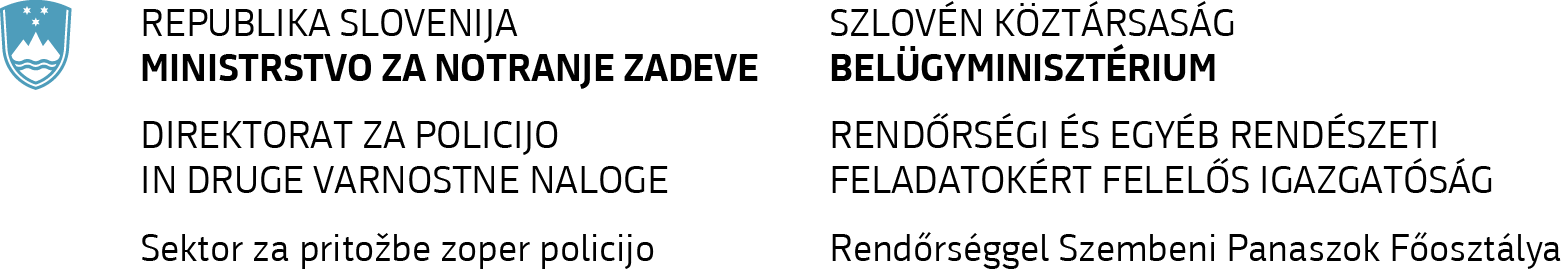 REPUBLIKA SLOVENIJA
MINISTRSTVO ZA NOTRANJE ZADEVE
DIREKTORAT ZA POLICIJO
IN DRUGE VARNOSTNE NALOGE
Sektor za pritožbe zoper policijo
SZLOVÉN KÖZTÁRSASÁG
BELÜGYMINISZTÉRIUM
RENDŐRSÉGI ÉS EGYÉB RENDÉSZETI
FELADATOKÉRT FELELŐS IGAZGATÓSÁG
Rendőrséggel Szembeni Panaszok Főosztálya